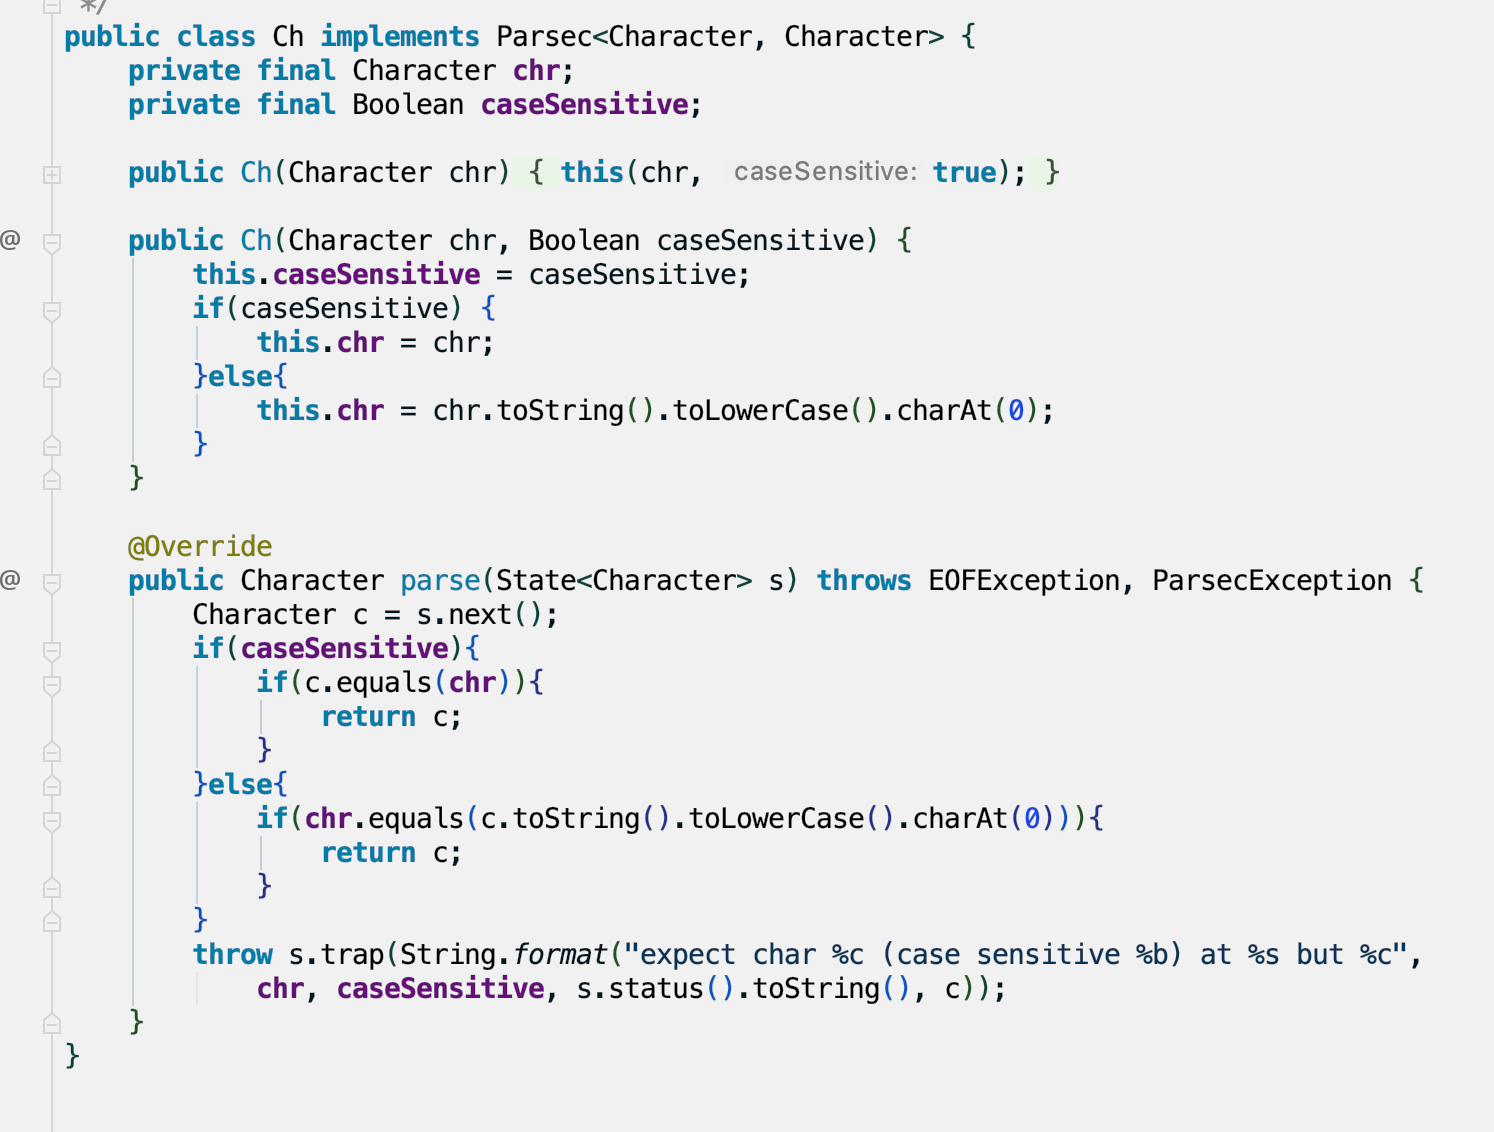 */
public class Ch implements Parsec<Character, Character> {
    private final Character chr;
    private final Boolean caseSensitive;

    public Ch(Character chr) { this(chr, caseSensitive: true); }

@   public Ch(Character chr, Boolean caseSensitive) {
        this.caseSensitive = caseSensitive;
        if(caseSensitive) {
            this.chr = chr;
        }else{
            this.chr = chr.toString().toLowerCase().charAt(0);
        }
    }

    @Override
@   public Character parse(State<Character> s) throws EOFException, ParsecException {
        Character c = s.next();
        if(caseSensitive){
            if(c.equals(chr)){
                return c;
            }
        }else{
            if(chr.equals(c.toString().toLowerCase().charAt(0))){
                return c;
            }
        }
        throw s.trap(String.format("expect char %c (case sensitive %b) at %s but %c",
            chr, caseSensitive, s.status().toString(), c));
    }
}